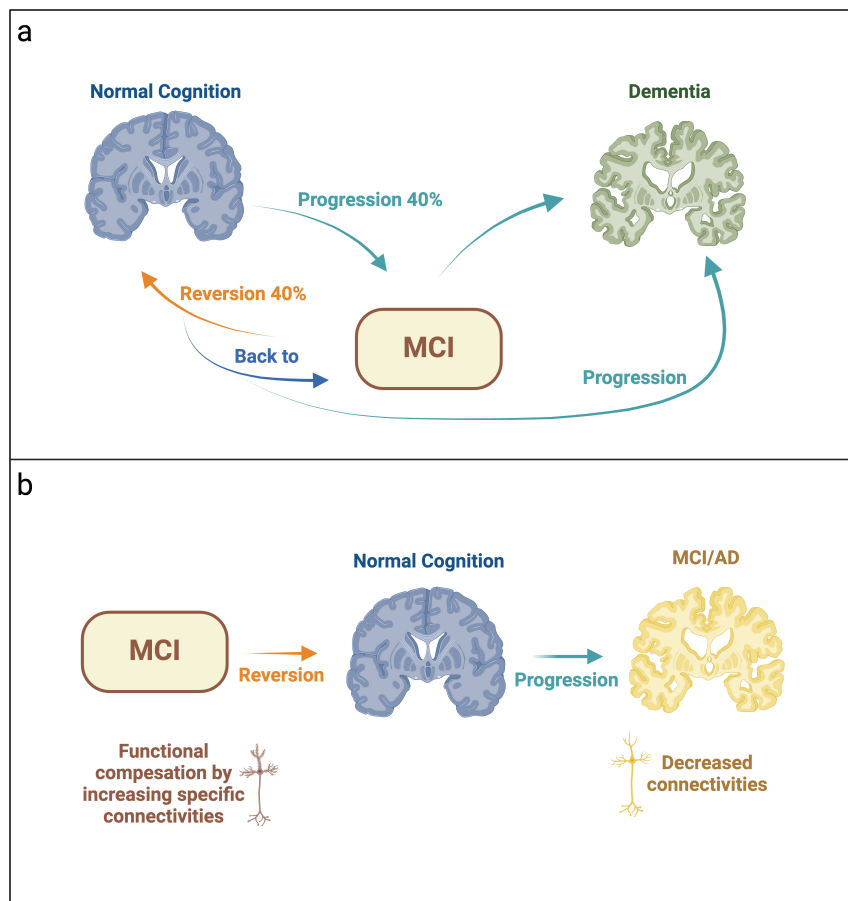 a
Normal Cognition
Dementia
Progression 40%
Reversion 40%
MCI
Back to
Progression
b
Normal Cognition
MCI/AD
MCI
Reversion
Progression
Functional
compesation by
increasing specific
connectivities
Decreased
connectivities